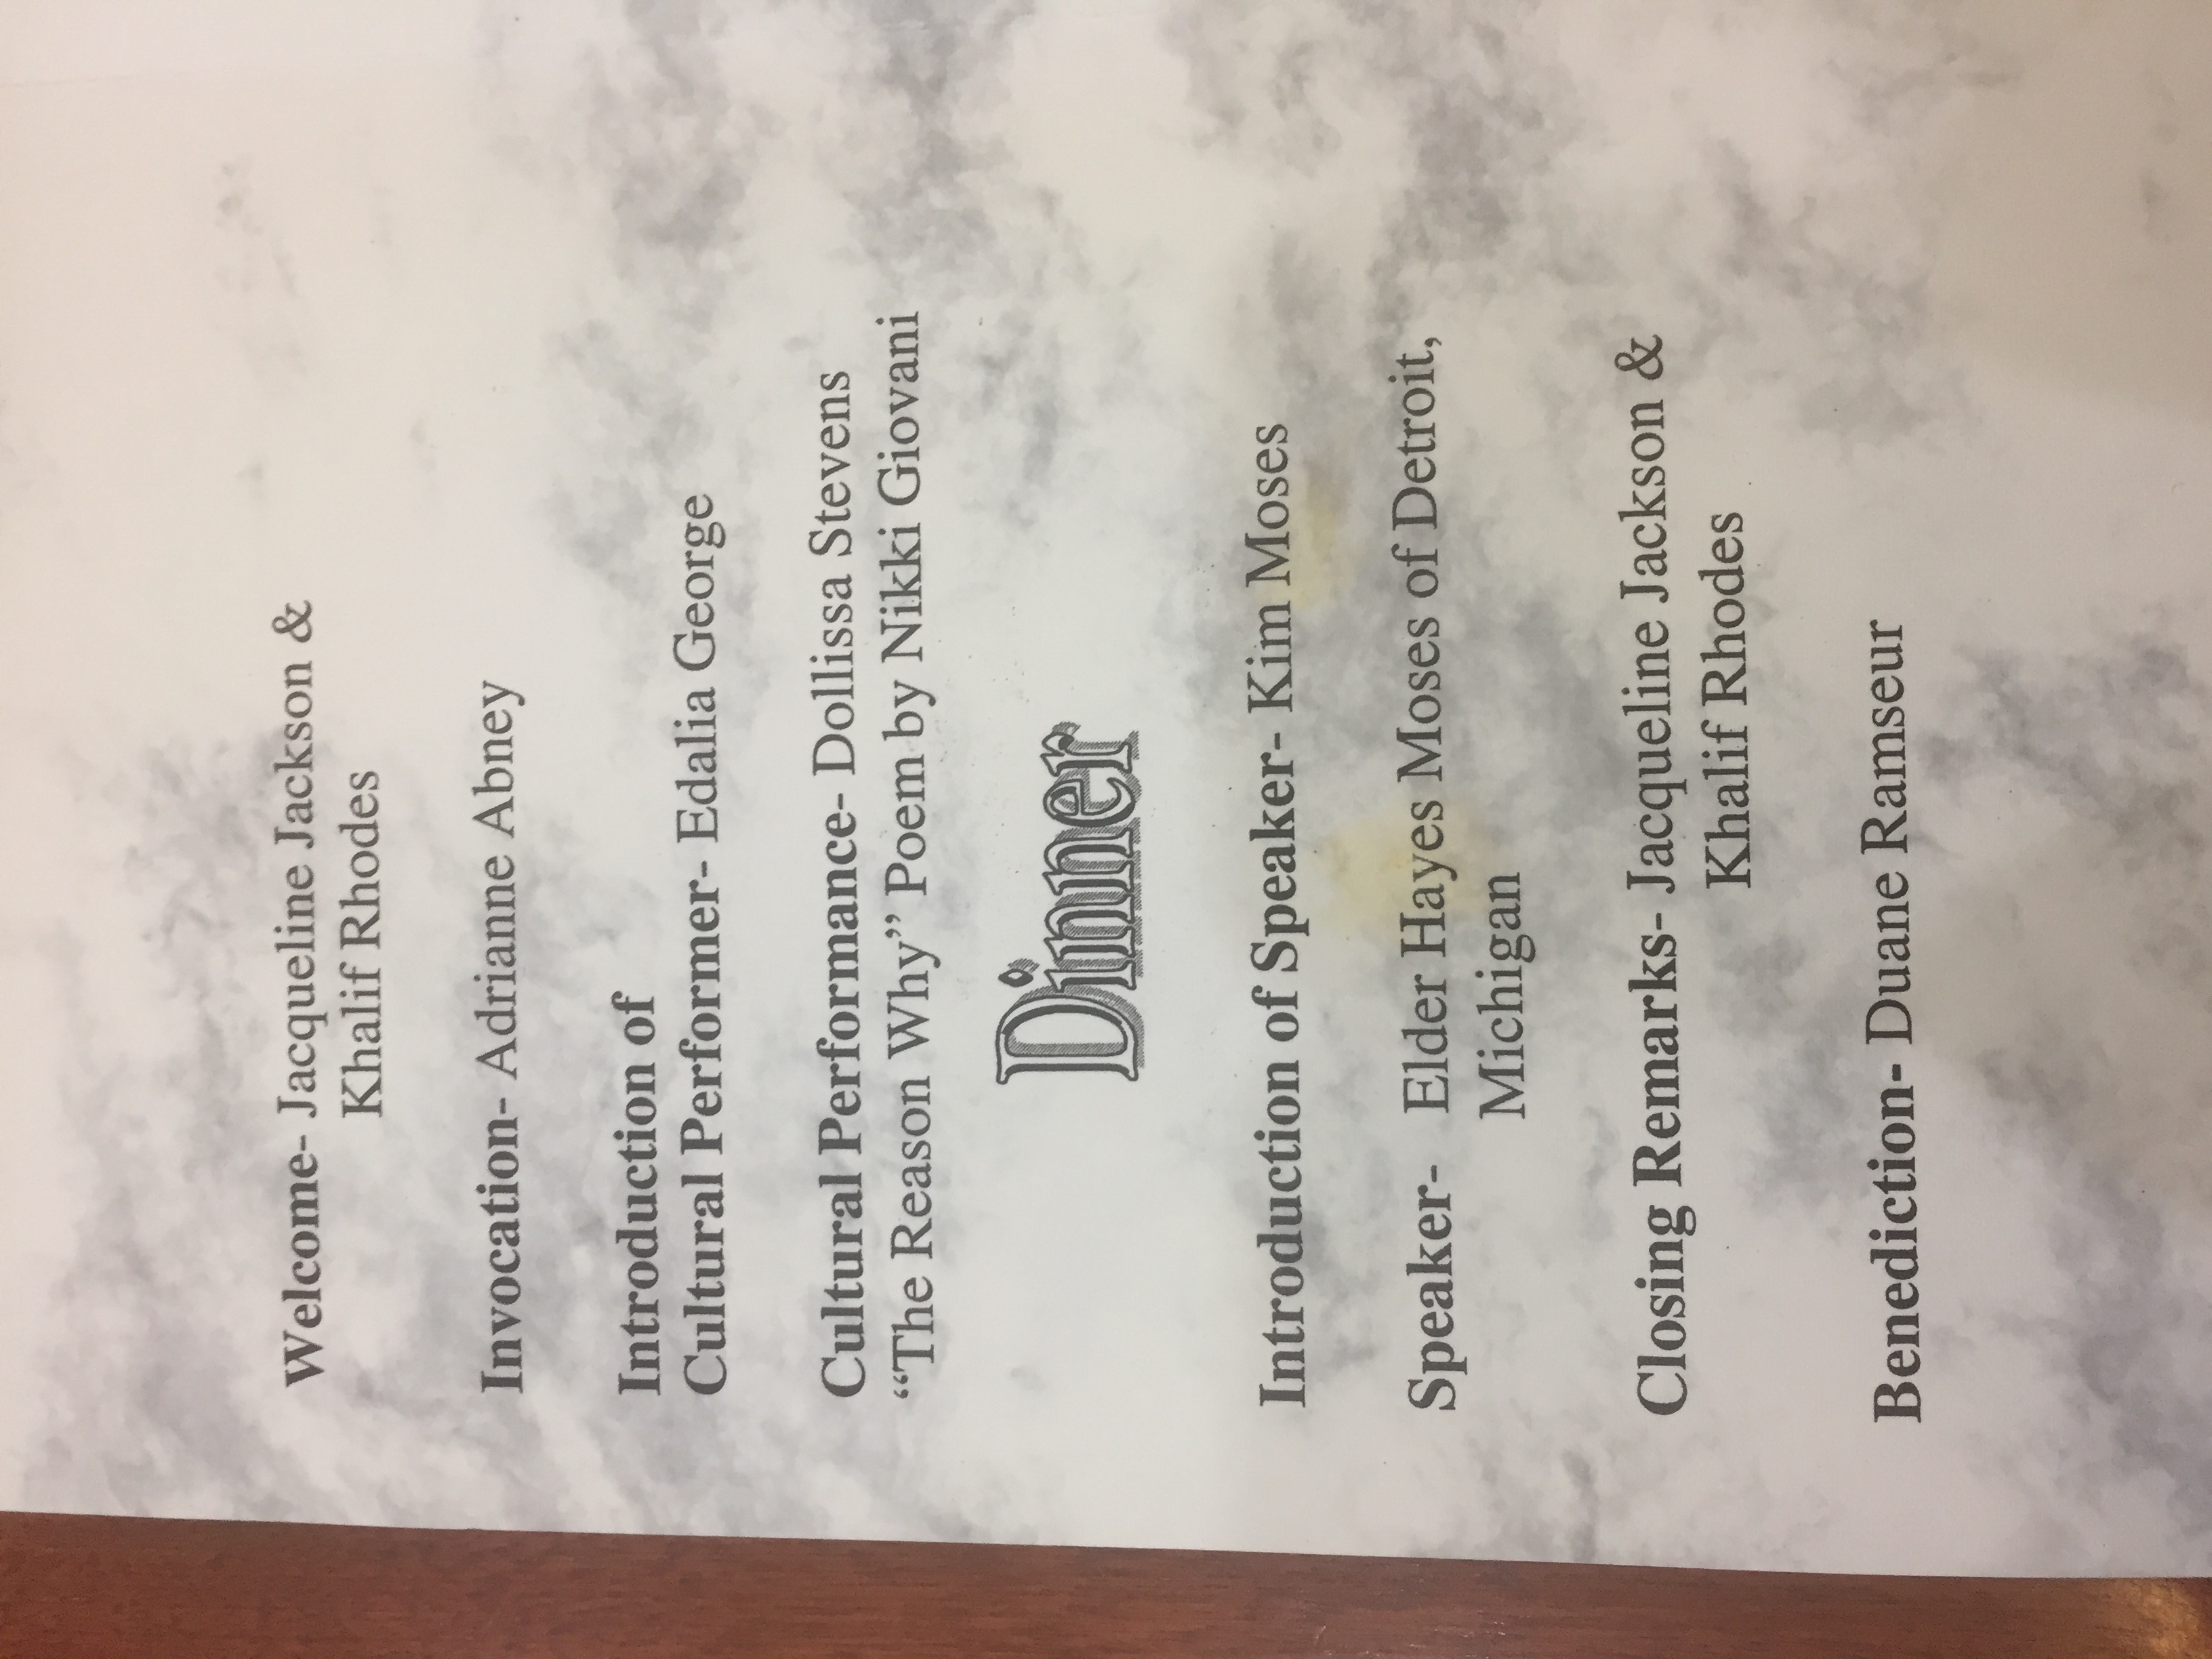 Welcome- Jacqueline Jackson &
Khalif Rhodes
Invocation- Adrianne Abney
Introduction of
Cultural Performer- Edalia George
Cultural Performance- Dollissa Stevens
“The Reason Why” Poem by Nikki Giovani
Dinner
Introduction of Speaker- Kim Moses
Speaker- Elder Hayes Moses of Detroit,
Michigan
Closing Remarks- Jacqueline Jackson &
Khalif Rhodes
Benediction- Duane Ramseur